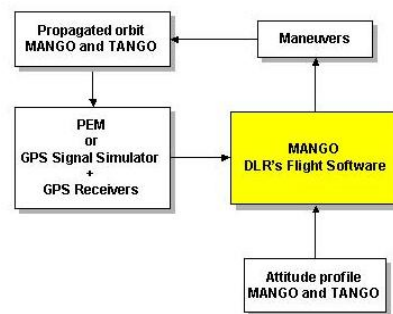 Propagated orbit
MANGO and TANGO
Maneuvers
PEM
or
GPS Signal Simulator
+
GPS Receivers
MANGO
DLR's Flight Software
Attitude profile
MANGO and TANGO